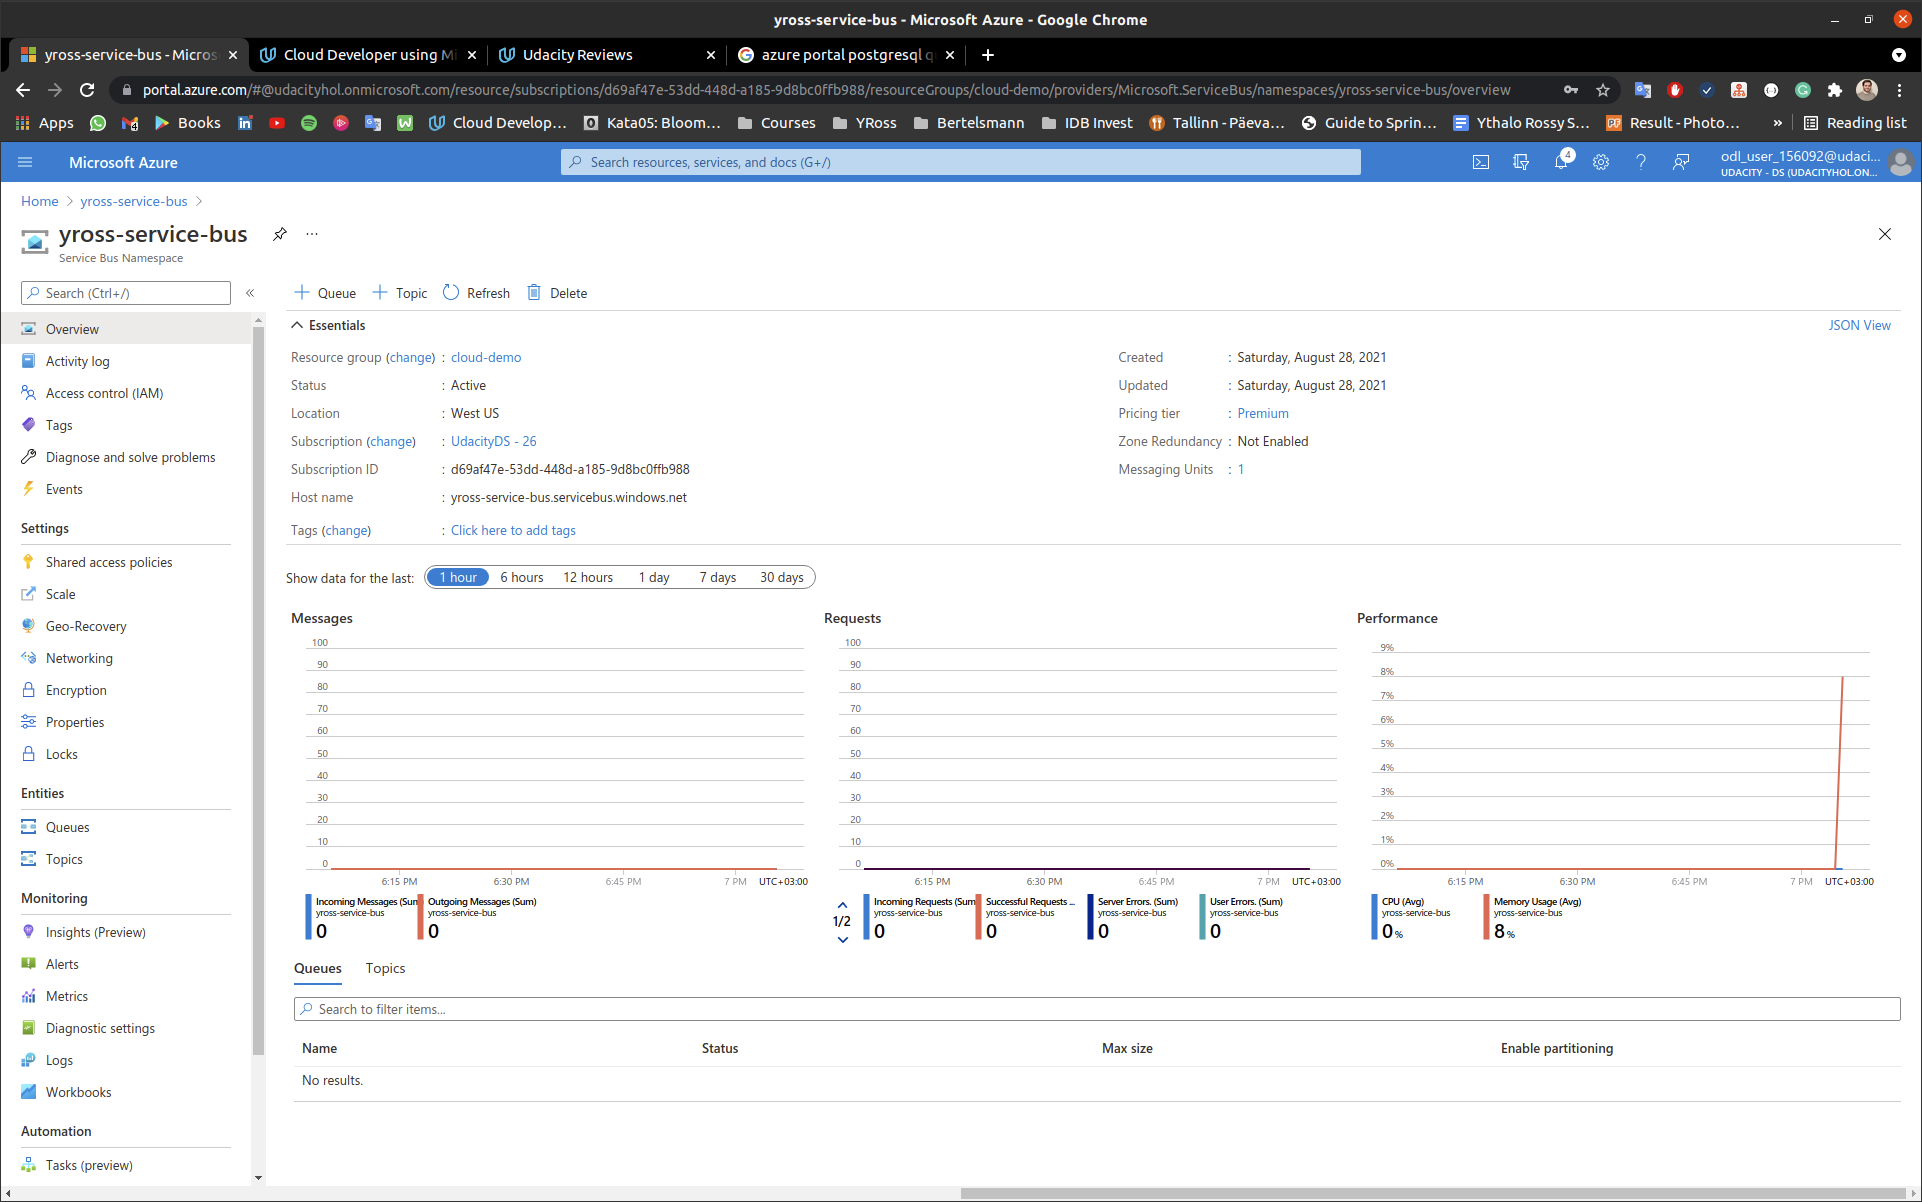 yross-service-bus - Microsoft Azure - Google Chrome
yross-service-bus - Micros
Cloud Developer using Mi
Udacity Reviews
azure portal postgresql q
portal.azure.com/#@udacityhol.onmicrosoft.com/resource/subscriptions/d69af47e-53dd-448d-a185-9d8bc0ffb988/resourceGroups/cloud-demo/providers/Microsoft.ServiceBus/namespaces/yross-service-bus/overview
Apps
4
Books
Cloud Develop...
Kata05: Bloom...
Courses
YRoss
Bertelsmann
IDB Invest
Tallinn - Päeva...
Guide to Sprin...
Ythalo Rossy S...
Result - Photo...
»
Reading list
Microsoft Azure
Search resources, services, and docs (G+/)
4
odl_user_156092@udaci...
UDACITY - DS (UDACITYHOL.ON...
Home > yross-service-bus >
yross-service-bus
...
Service Bus Namespace
Search (Ctrl+/)
«
Overview
Activity log
Access control (IAM)
Tags
Diagnose and solve problems
Events
Settings
Shared access policies
Scale
Geo-Recovery
Networking
Encryption
Properties
Locks
Entities
Queues
Topics
Monitoring
Insights (Preview)
Alerts
Metrics
Diagnostic settings
Logs
Workbooks
Automation
Tasks (preview)
Queue
Topic
Refresh
Delete
Essentials
JSON View
Resource group (change) : cloud-demo
Status : Active
Location : West US
Subscription (change) : UdacityDS - 26
Subscription ID : d69af47e-53dd-448d-a185-9d8bc0ffb988
Host name : yross-service-bus.servicebus.windows.net
Tags (change) : Click here to add tags
Created : Saturday, August 28, 2021
Updated : Saturday, August 28, 2021
Pricing tier : Premium
Zone Redundancy : Not Enabled
Messaging Units : 1
Show data for the last:
1 hour
6 hours
12 hours
1 day
7 days
30 days
Messages
100
90
80
70
60
50
40
30
20
10
0
6:15 PM
6:30 PM
6:45 PM
7 PM
UTC+03:00
Incoming Messages (Sum
yross-service-bus
0
Outgoing Messages (Sum)
yross-service-bus
0
Requests
100
90
80
70
60
50
40
30
20
10
0
6:15 PM
6:30 PM
6:45 PM
7 PM
UTC+03:00
1/2
Incoming Requests (Sum
yross-service-bus
0
Successful Requests ...
yross-service-bus
0
Server Errors. (Sum)
yross-service-bus
0
User Errors. (Sum)
yross-service-bus
0
Performance
9%
8%
7%
6%
5%
4%
3%
2%
1%
0%
6:15 PM
6:30 PM
6:45 PM
7 PM
UTC+03:00
CPU (Avg)
yross-service-bus
0 %
Memory Usage (Avg)
yross-service-bus
8 %
Queues
Topics
Search to filter items...
Name
Status
Max size
Enable partitioning
No results.